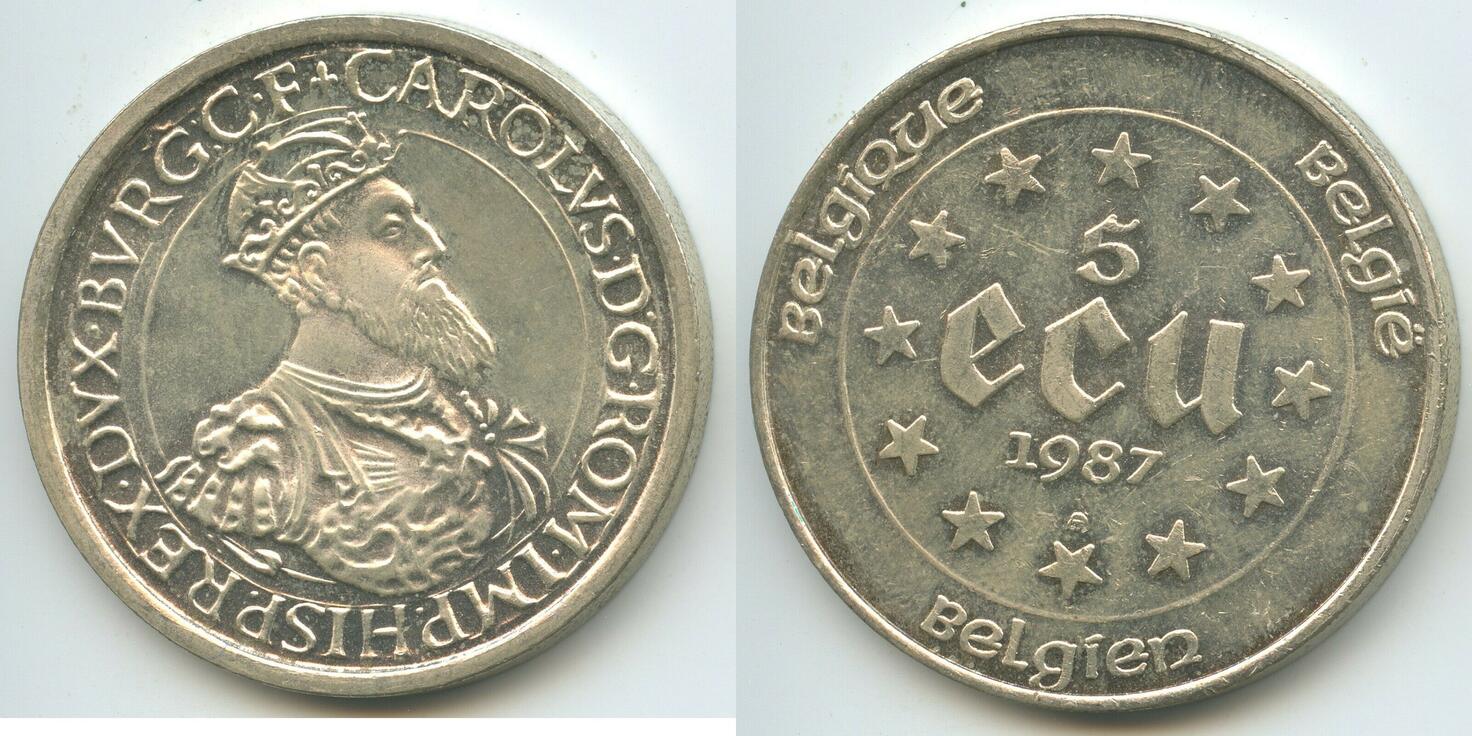 CAROLVS·D:G:ROM·IMP·HISP·REX·DVX·BVRG·C·F
Belgique
België
5
ecu
1987
Belgien